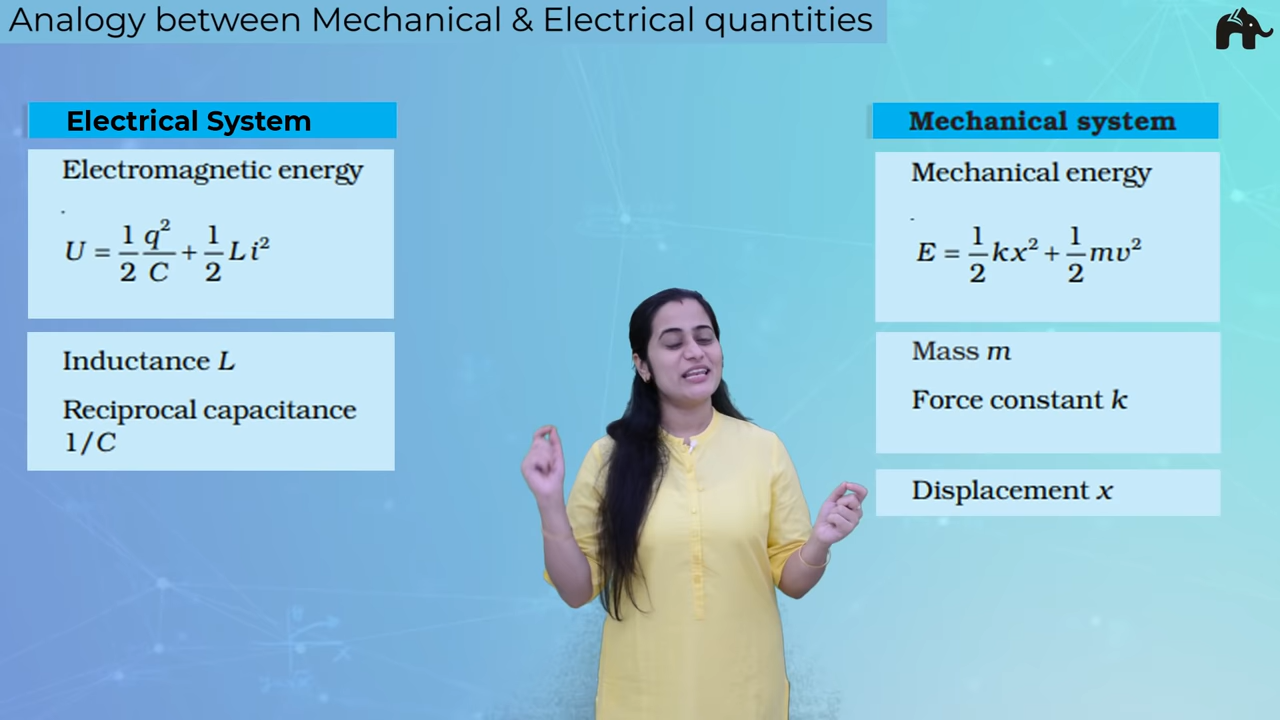 Analogy between Mechanical & Electrical quantities
Electrical System
Electromagnetic energy
U = 1/2 q²/C + 1/2 L i²
Inductance L
Reciprocal capacitance
1/C
Mechanical system
Mechanical energy
E = 1/2 kx² + 1/2 mv²
Mass m
Force constant k
Displacement x